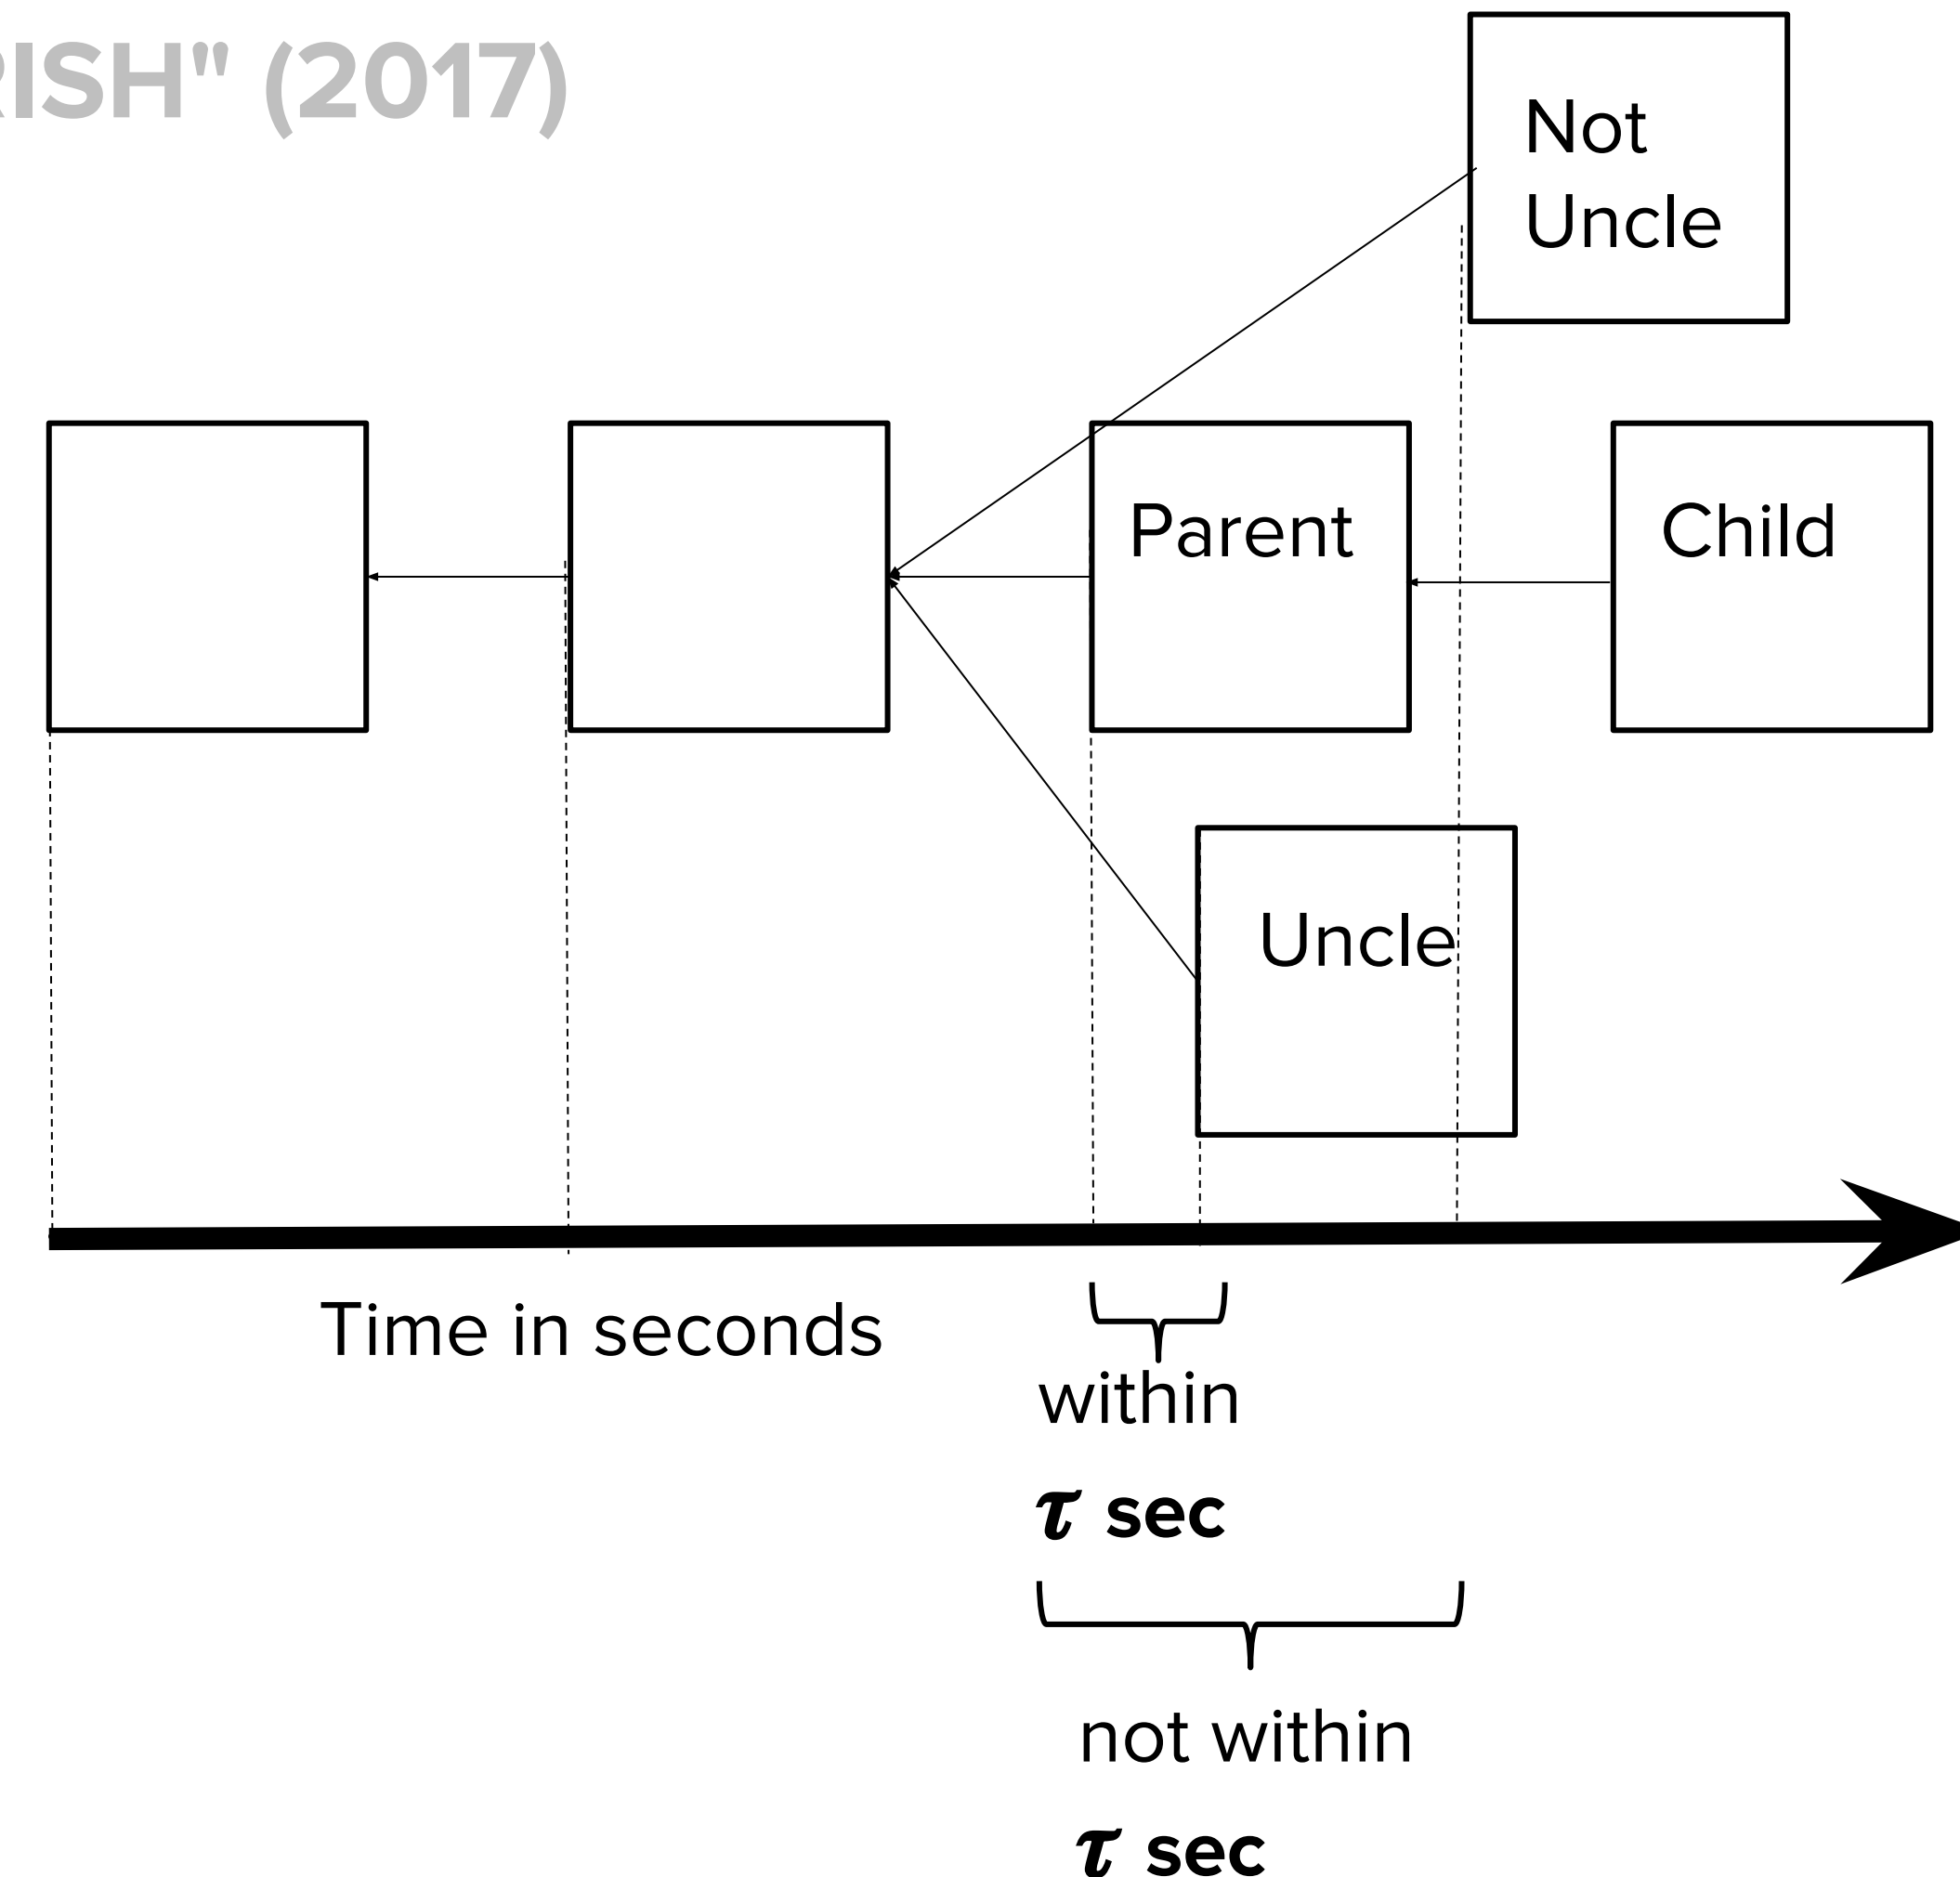 RISH" (2017)
Not
Uncle
Parent
Child
Uncle
Time in seconds
within
τ sec
not within
τ sec